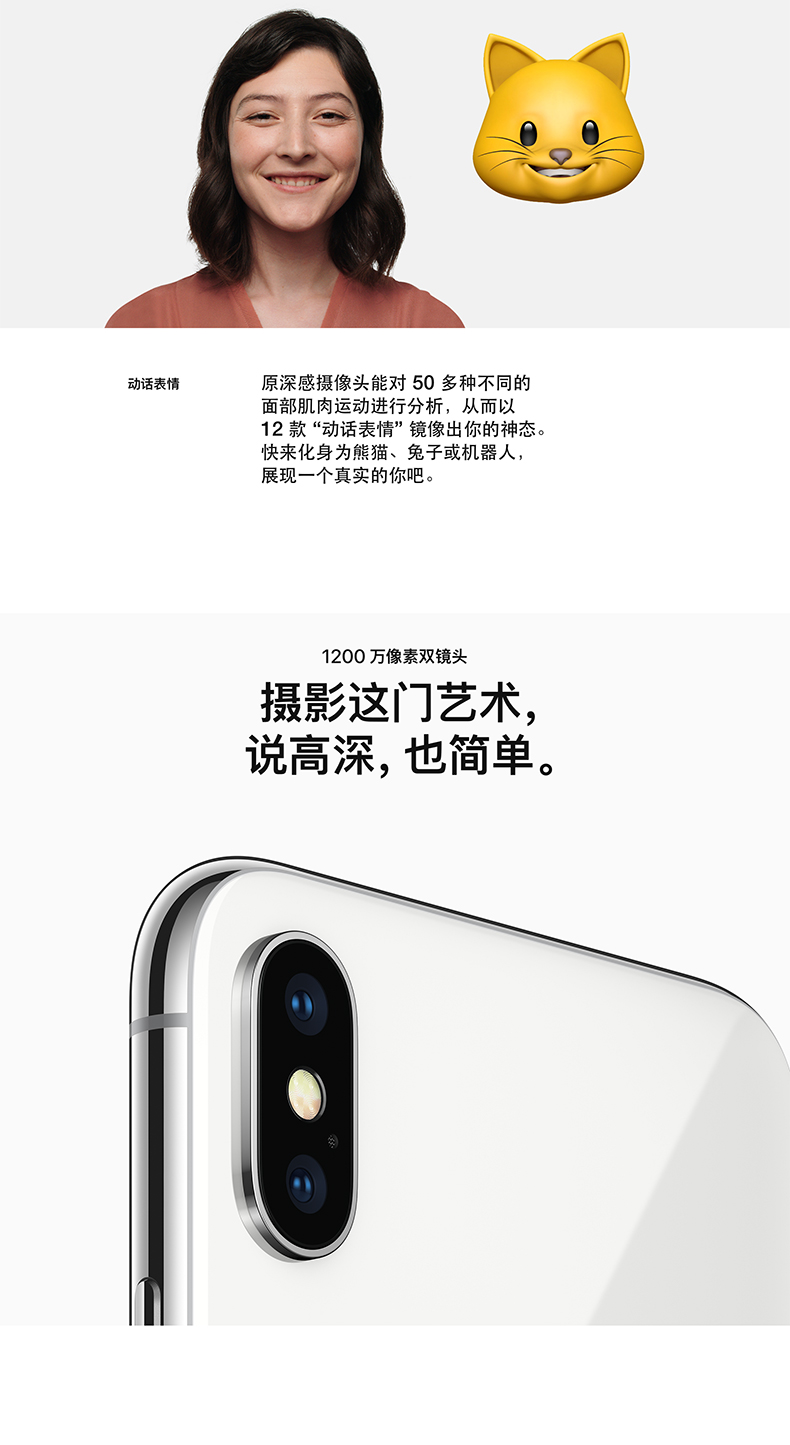 动话表情
原深感摄像头能对 50 多种不同的
面部肌肉运动进行分析，从而以
12 款 “动话表情” 镜像出你的神态。
快来化身为熊猫、兔子或机器人，
展现一个真实的你吧。
1200 万像素双镜头
摄影这门艺术，
说高深，也简单。